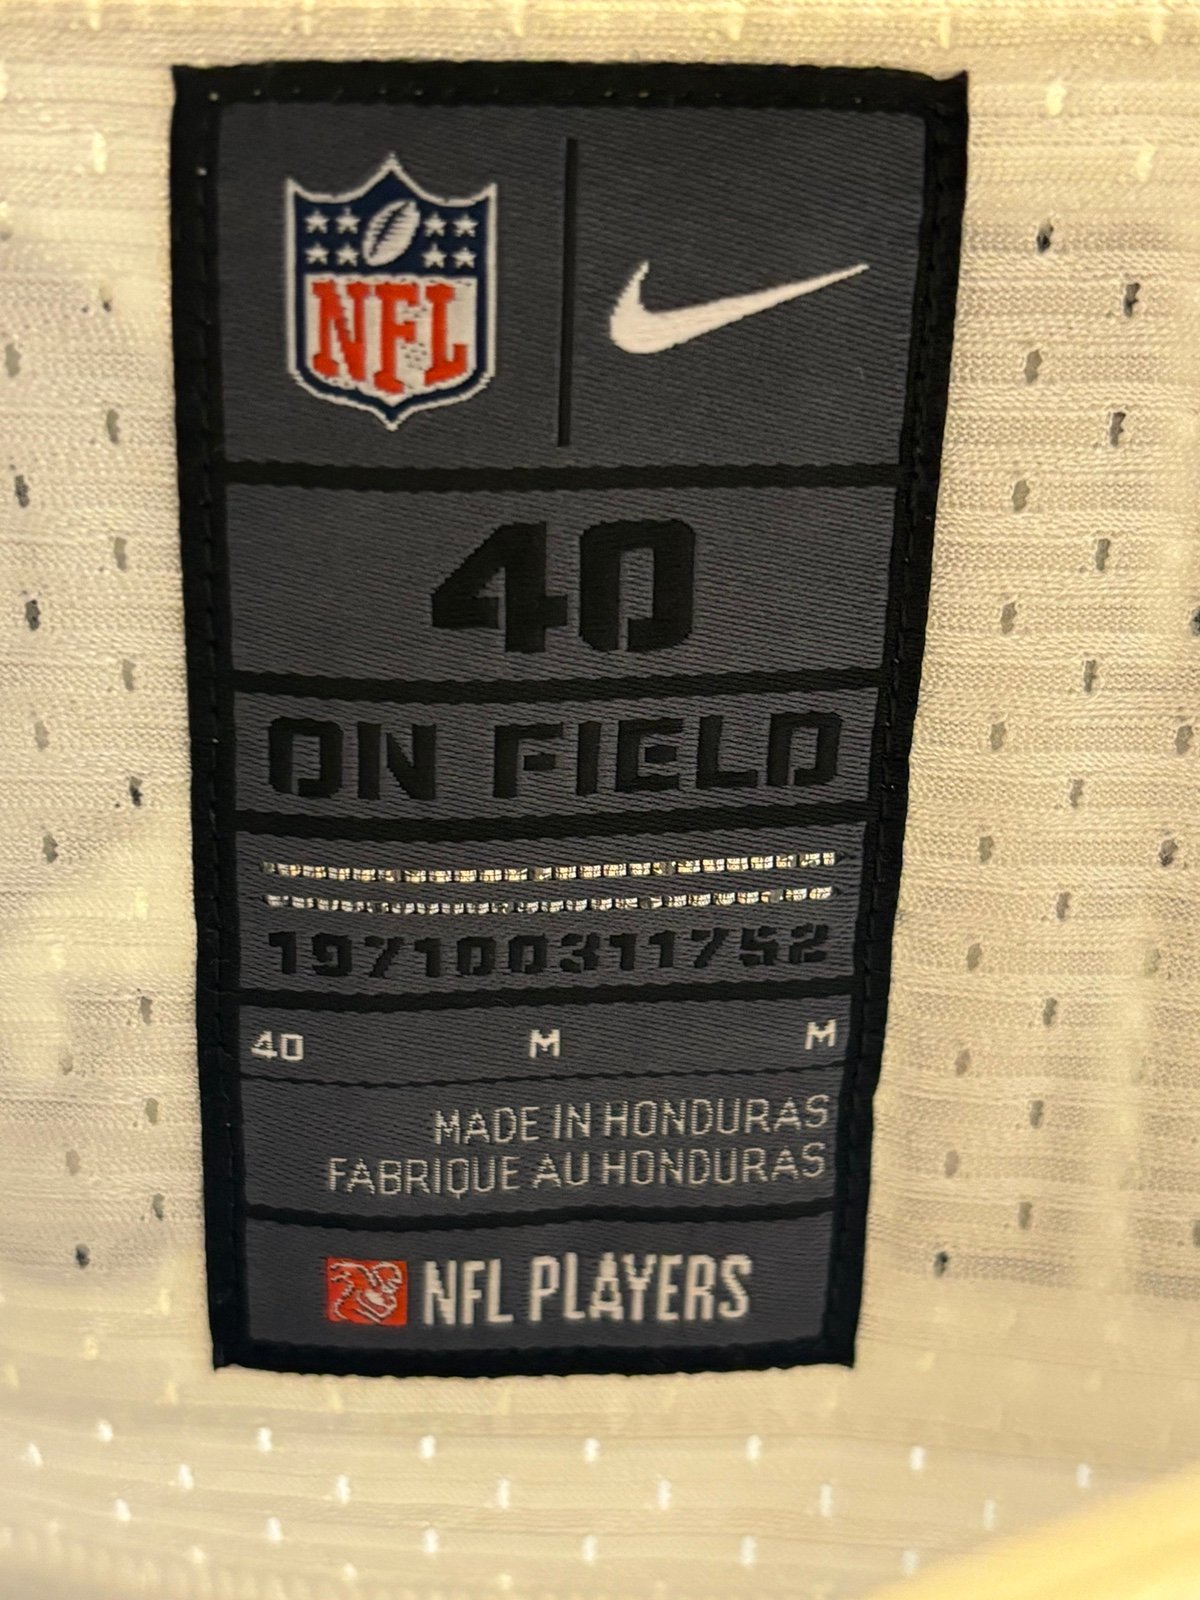 NFL
40
ON FIELD
197100311752
40 M M
MADE IN HONDURAS
FABRIQUE AU HONDURAS
NFL PLAYERS